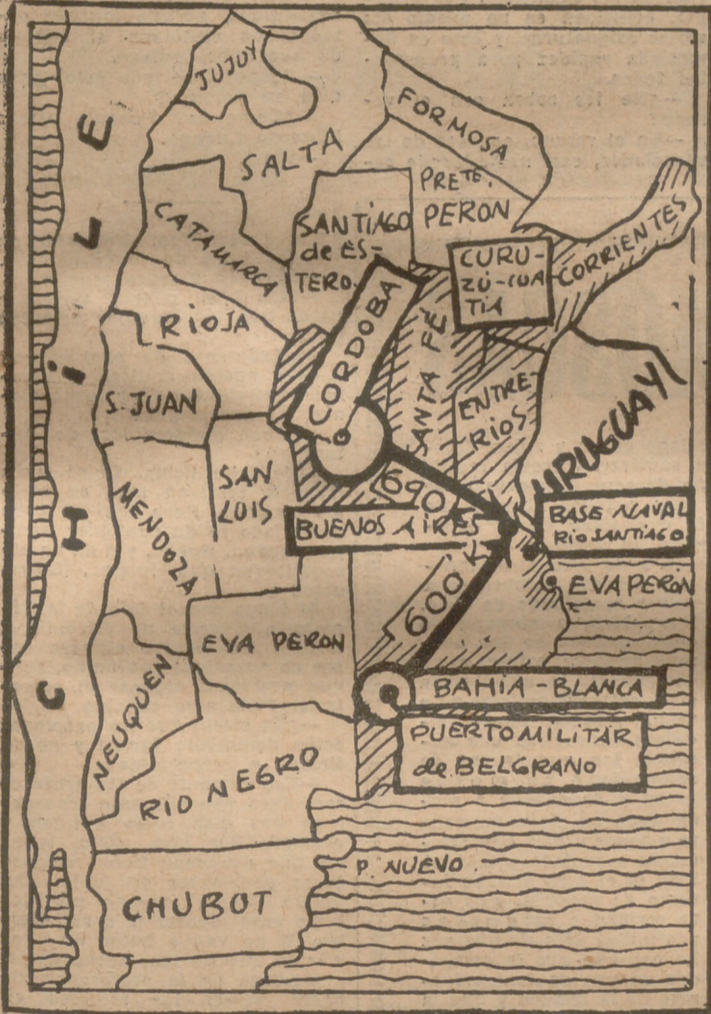 JUJUY
FORMOSA
SALTA
PRETE.
PERON
CATAMARCA
SANTIAGO
de ES-
TERO.
CURU-
ZÚ-CUA
TIA
CORRIENTES
CHiLE
RIOJA
CORDOBA
SANTA FÉ
S. JUAN
ENTRE-
RIOS
URUGUAY
SAN
LUIS
MENDOZA
690 K
BUENOS AIRES
BASE NAVAL
Rio SANTIAGO
EVA PERON
600 K
EVA PERON
NEUQUEN
BAHIA-BLANCA
PUERTO MILITAR
de BELGRANO
RIO NEGRO
P. NUEVO
CHUBOT